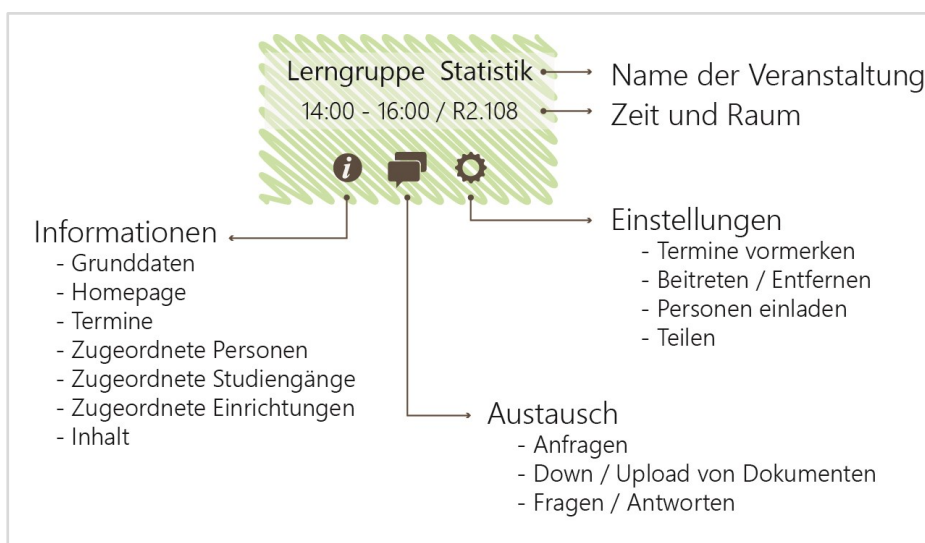 Lerngruppe Statistik
14:00 - 16:00 / R2.108
Name der Veranstaltung
Zeit und Raum
Informationen
- Grunddaten
- Homepage
- Termine
- Zugeordnete Personen
- Zugeordnete Studiengänge
- Zugeordnete Einrichtungen
- Inhalt
Einstellungen
- Termine vormerken
- Beitreten / Entfernen
- Personen einladen
- Teilen
Austausch
- Anfragen
- Down / Upload von Dokumenten
- Fragen / Antworten